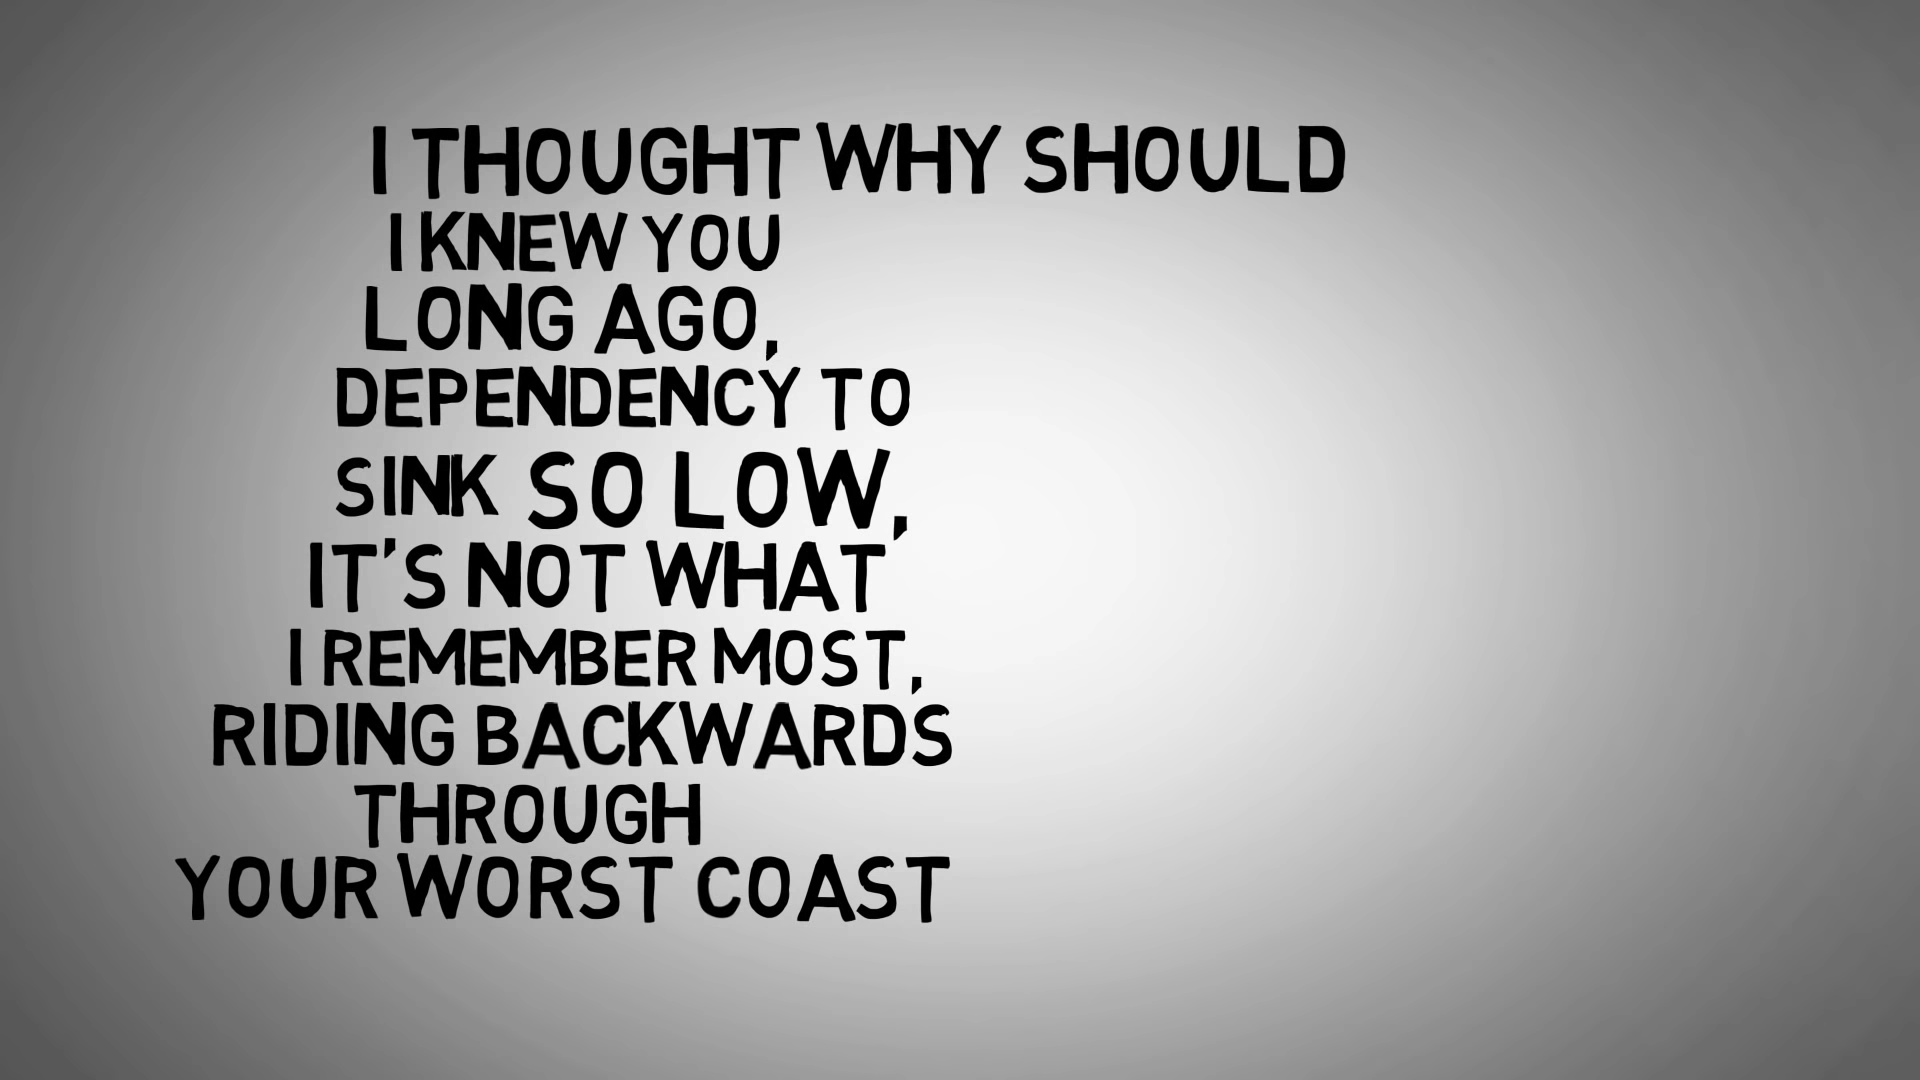 I THOUGHT WHY SHOULD
I KNEW YOU
LONG AGO,
DEPENDENCY TO
SINK SO LOW,
IT'S NOT WHAT
I REMEMBER MOST,
RIDING BACKWARDS
THROUGH
YOUR WORST COAST